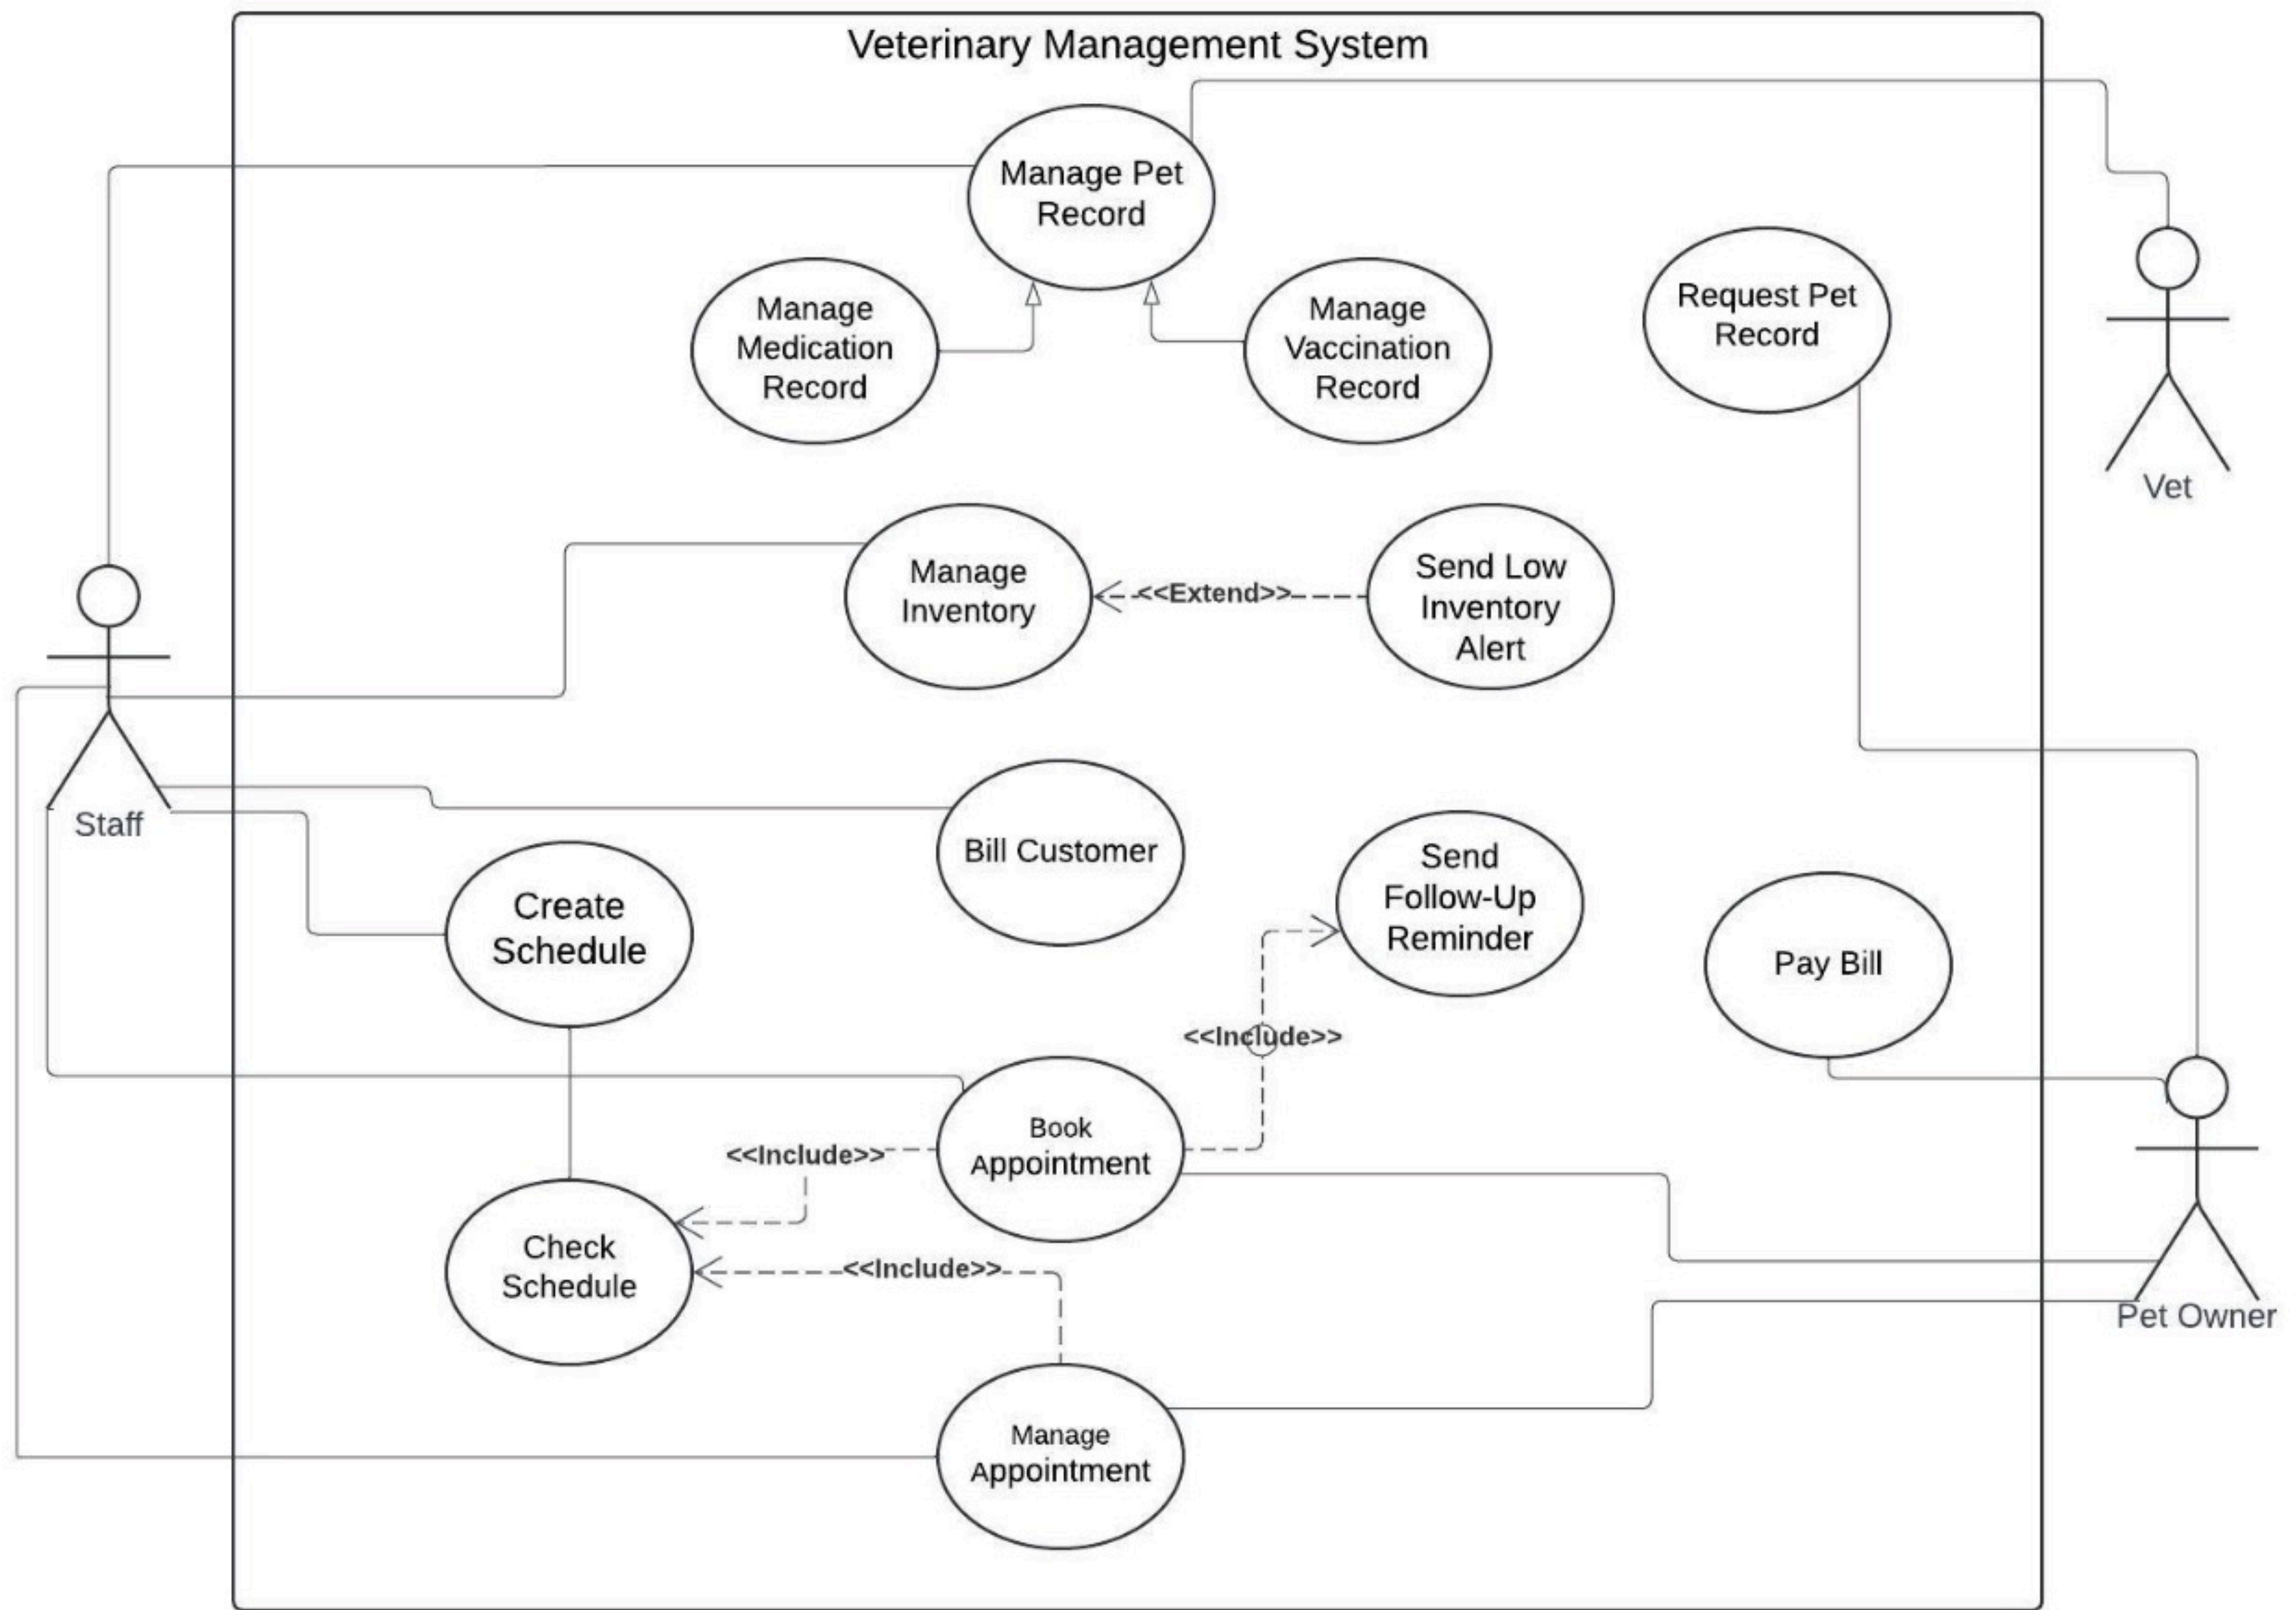 Veterinary Management System
Manage Pet
Record
Manage
Medication
Record
Manage
Vaccination
Record
Request Pet
Record
Vet
Manage
Inventory
<<Extend>>
Send Low
Inventory
Alert
Staff
Bill Customer
Send
Follow-Up
Reminder
Create
Schedule
Pay Bill
<<Include>>
Book
Appointment
<<Include>>
Check
Schedule
<<Include>>
Pet Owner
Manage
Appointment